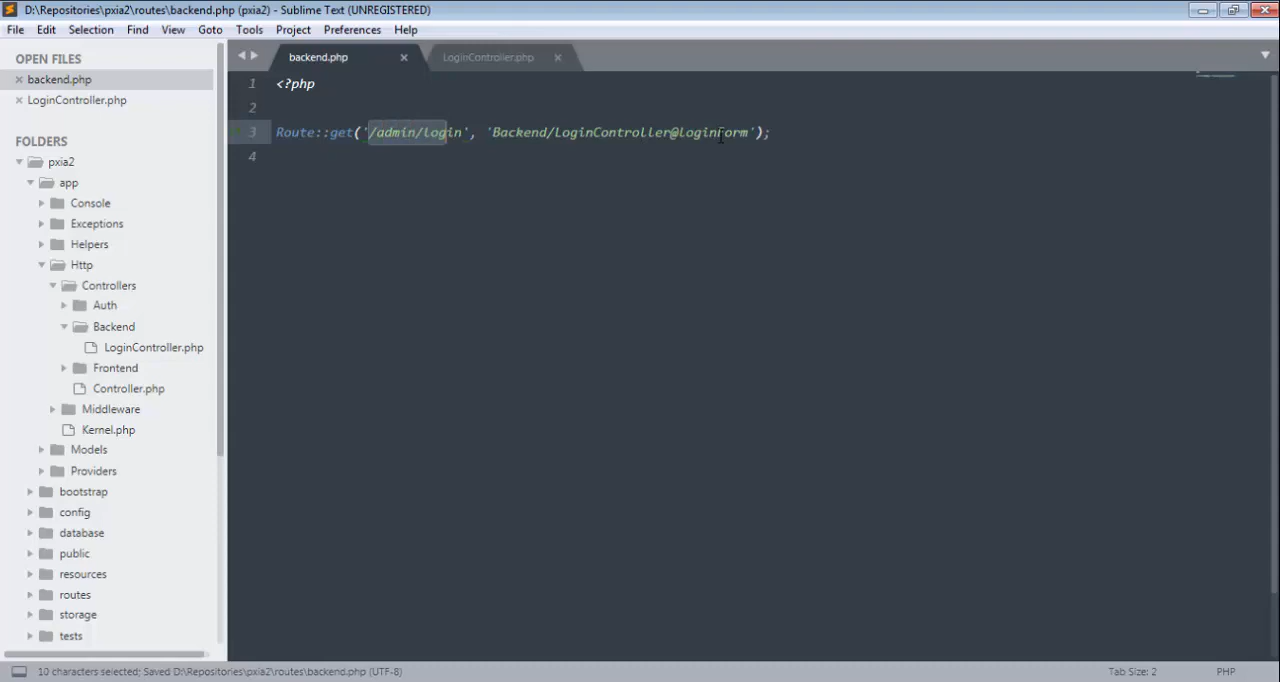 D:\Repositories\pxia2\routes\backend.php (pxia2) - Sublime Text (UNREGISTERED)
File Edit Selection Find View Goto Tools Project Preferences Help
OPEN FILES
backend.php
LoginController.php
FOLDERS
pxia2
app
Console
Exceptions
Helpers
Http
Controllers
Auth
Backend
LoginController.php
Frontend
Controller.php
Middleware
Kernel.php
Models
Providers
bootstrap
config
database
public
resources
routes
storage
tests
backend.php LoginController.php
1 <?php
2
3 Route::get('/admin/login', 'Backend/LoginController@loginForm');
4
10 characters selected; Saved D:\Repositories\pxia2\routes\backend.php (UTF-8) Tab Size: 2 PHP